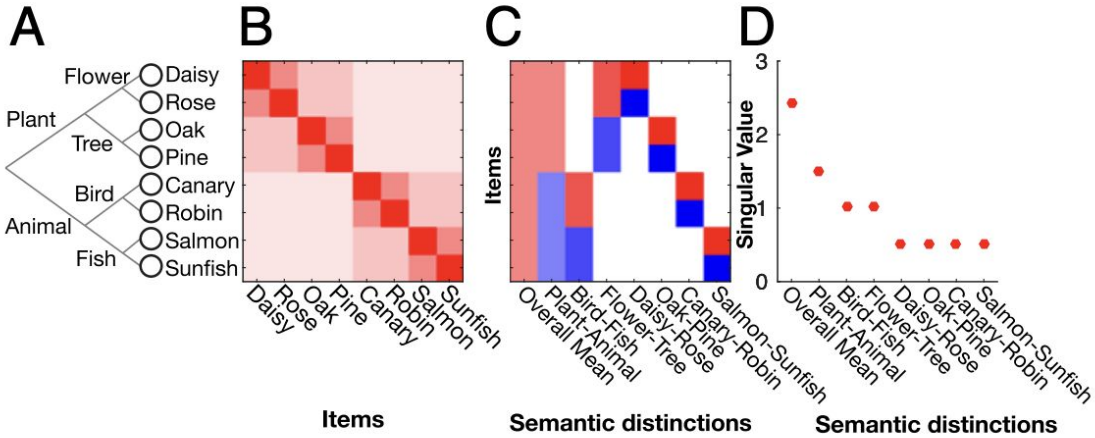 A
Flower
Daisy
Rose
Plant
Oak
Tree
Pine
Bird
Canary
Robin
Animal
Salmon
Fish
Sunfish
B
Daisy
Rose
Oak
Pine
Canary
Robin
Salmon
Sunfish
Items
C
Items
Overall Mean
Plant-Animal
Bird-Fish
Flower-Tree
Daisy-Rose
Oak-Pine
Canary-Robin
Salmon-Sunfish
Semantic distinctions
D
Singular Value
3
2
1
0
Overall Mean
Plant-Animal
Bird-Fish
Flower-Tree
Daisy-Rose
Oak-Pine
Canary-Robin
Salmon-Sunfish
Semantic distinctions